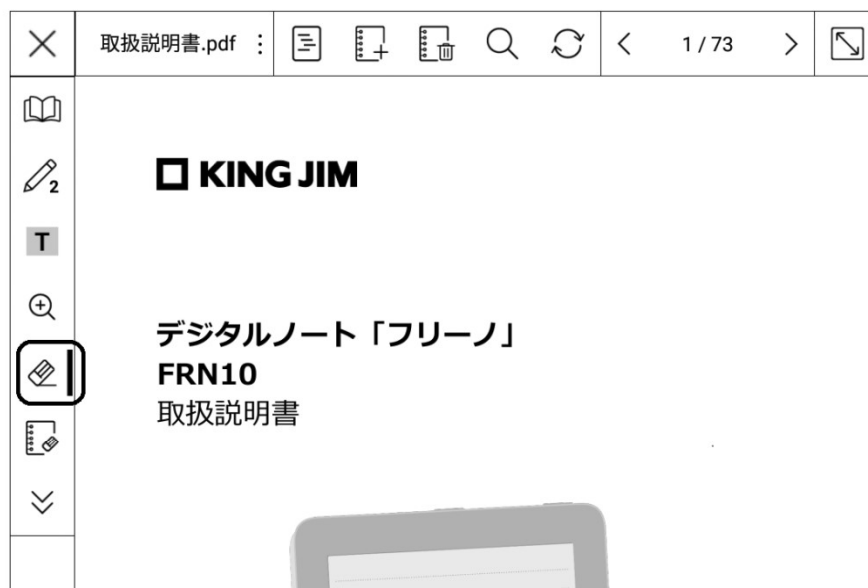 取扱説明書.pdf
1 / 73
2
T
KING JIM
デジタルノート「フリーノ」
FRN10
取扱説明書